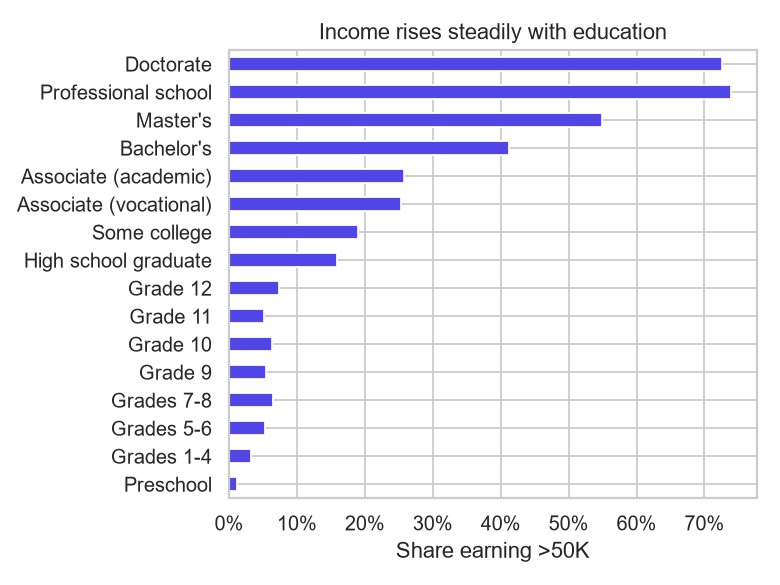 Income rises steadily with education
Doctorate
Professional school
Master's
Bachelor's
Associate (academic)
Associate (vocational)
Some college
High school graduate
Grade 12
Grade 11
Grade 10
Grade 9
Grades 7-8
Grades 5-6
Grades 1-4
Preschool
0% 10% 20% 30% 40% 50% 60% 70%
Share earning >50K